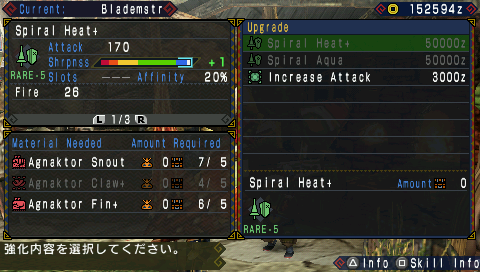 Current: Blademstr
152594z
Spiral Heat+
Attack 170
Shrpnss +1
RARE-5 Slots --- Affinity 20%
Fire 26
L 1/3 R
Material Needed Amount Required
Agnaktor Snout 0 7/ 5
Agnaktor Claw+ 0 4/ 5
Agnaktor Fin+ 0 6/ 5
Upgrade
Spiral Heat+ 50000z
Spiral Aqua 50000z
Increase Attack 3000z
Spiral Heat+ Amount 0
RARE-5
強化内容を選択してください。
Info Skill Info